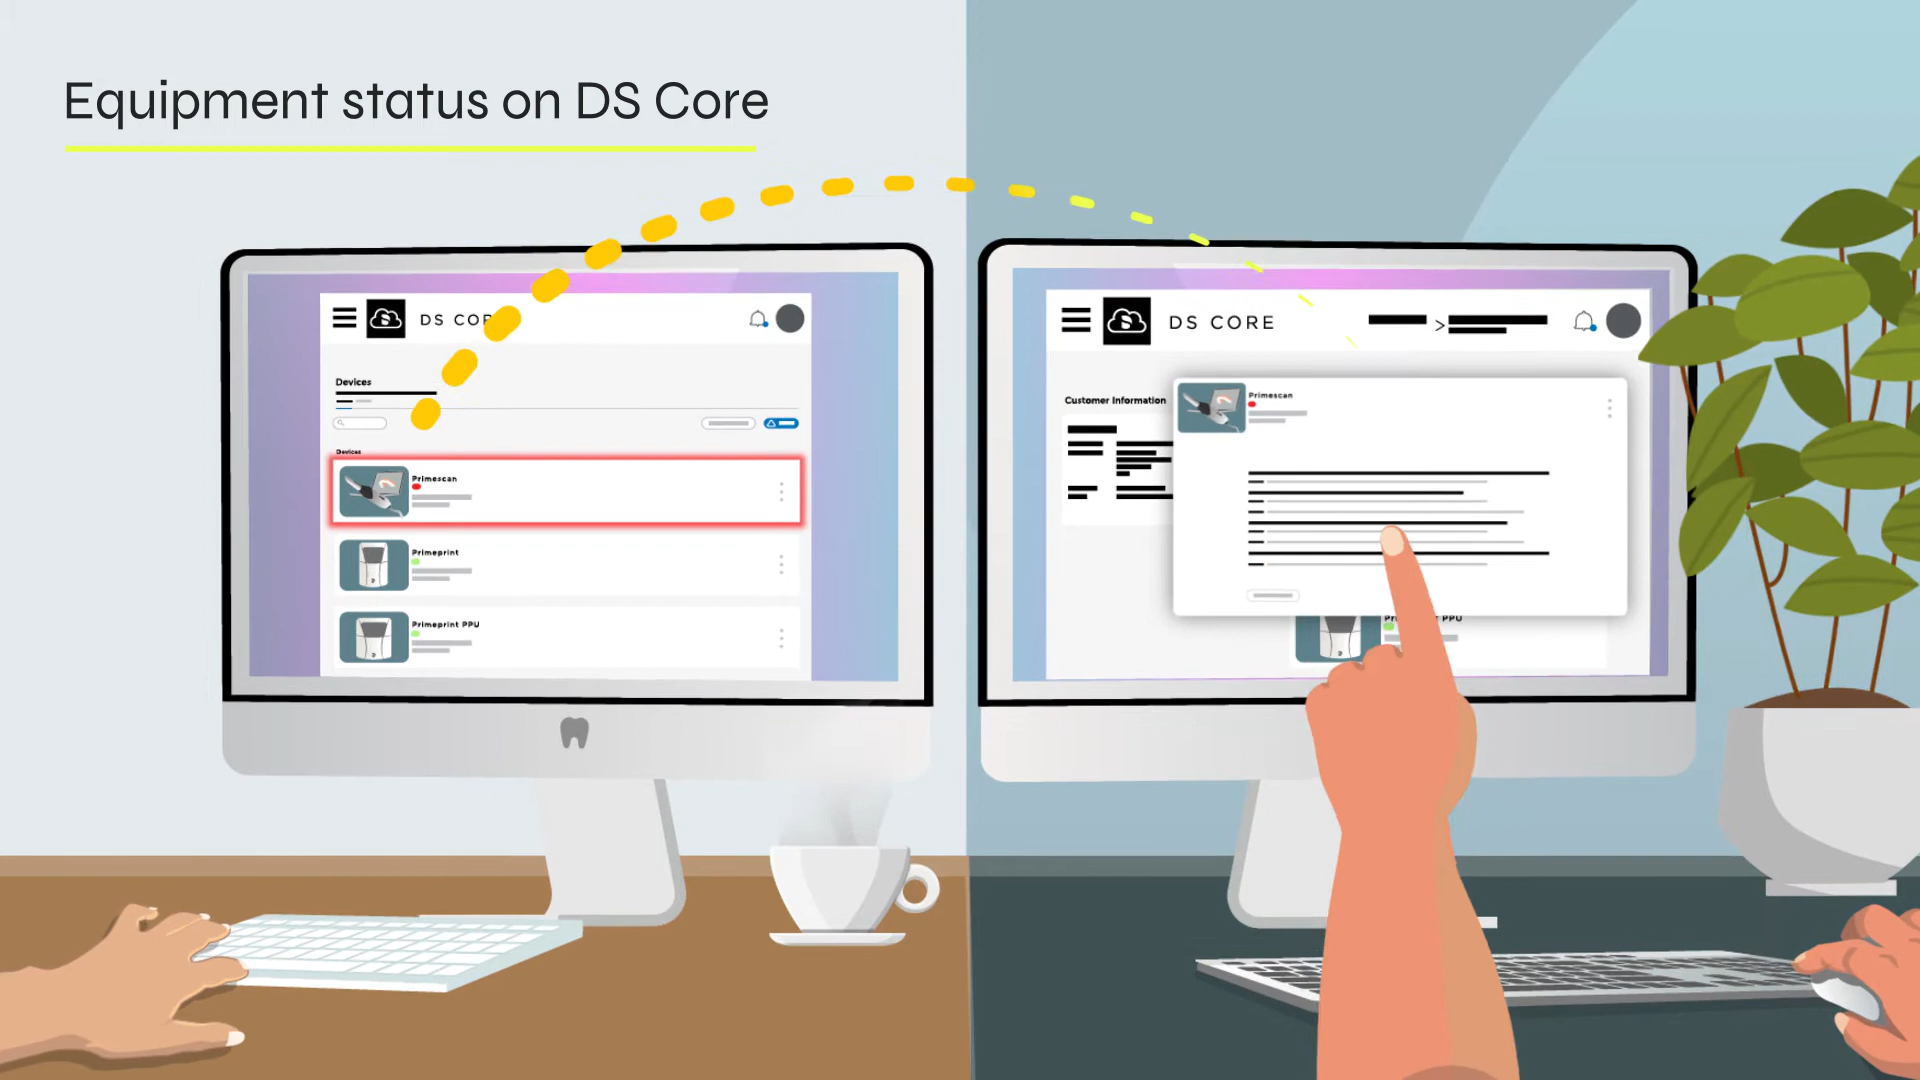 Equipment status on DS Core
DS COR
Devices
Devices
Primescan
Primeprint
Primeprint PPU
DS CORE
>
Customer Information
Primescan
PPU